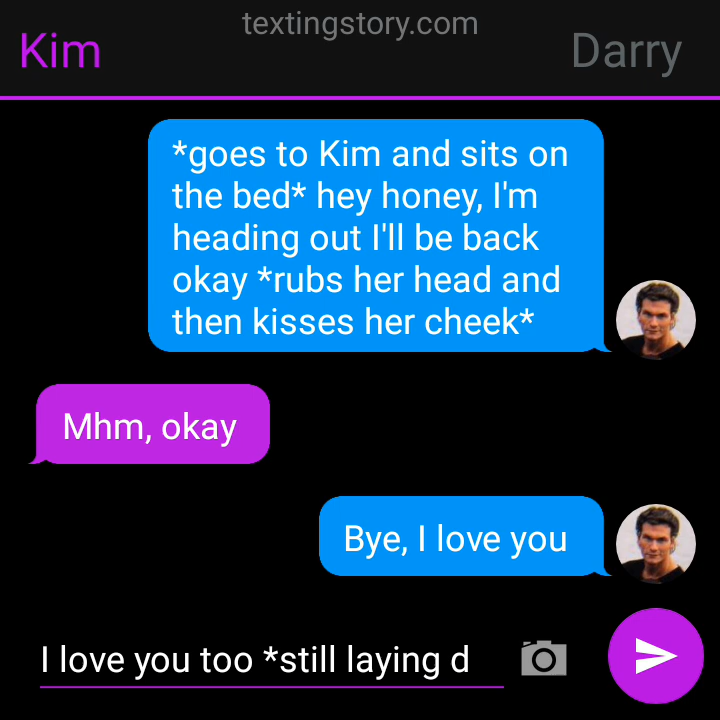 textingstory.com
Kim
Darry
*goes to Kim and sits on
the bed* hey honey, I'm
heading out I'll be back
okay *rubs her head and
then kisses her cheek*
Mhm, okay
Bye, I love you
I love you too *still laying d